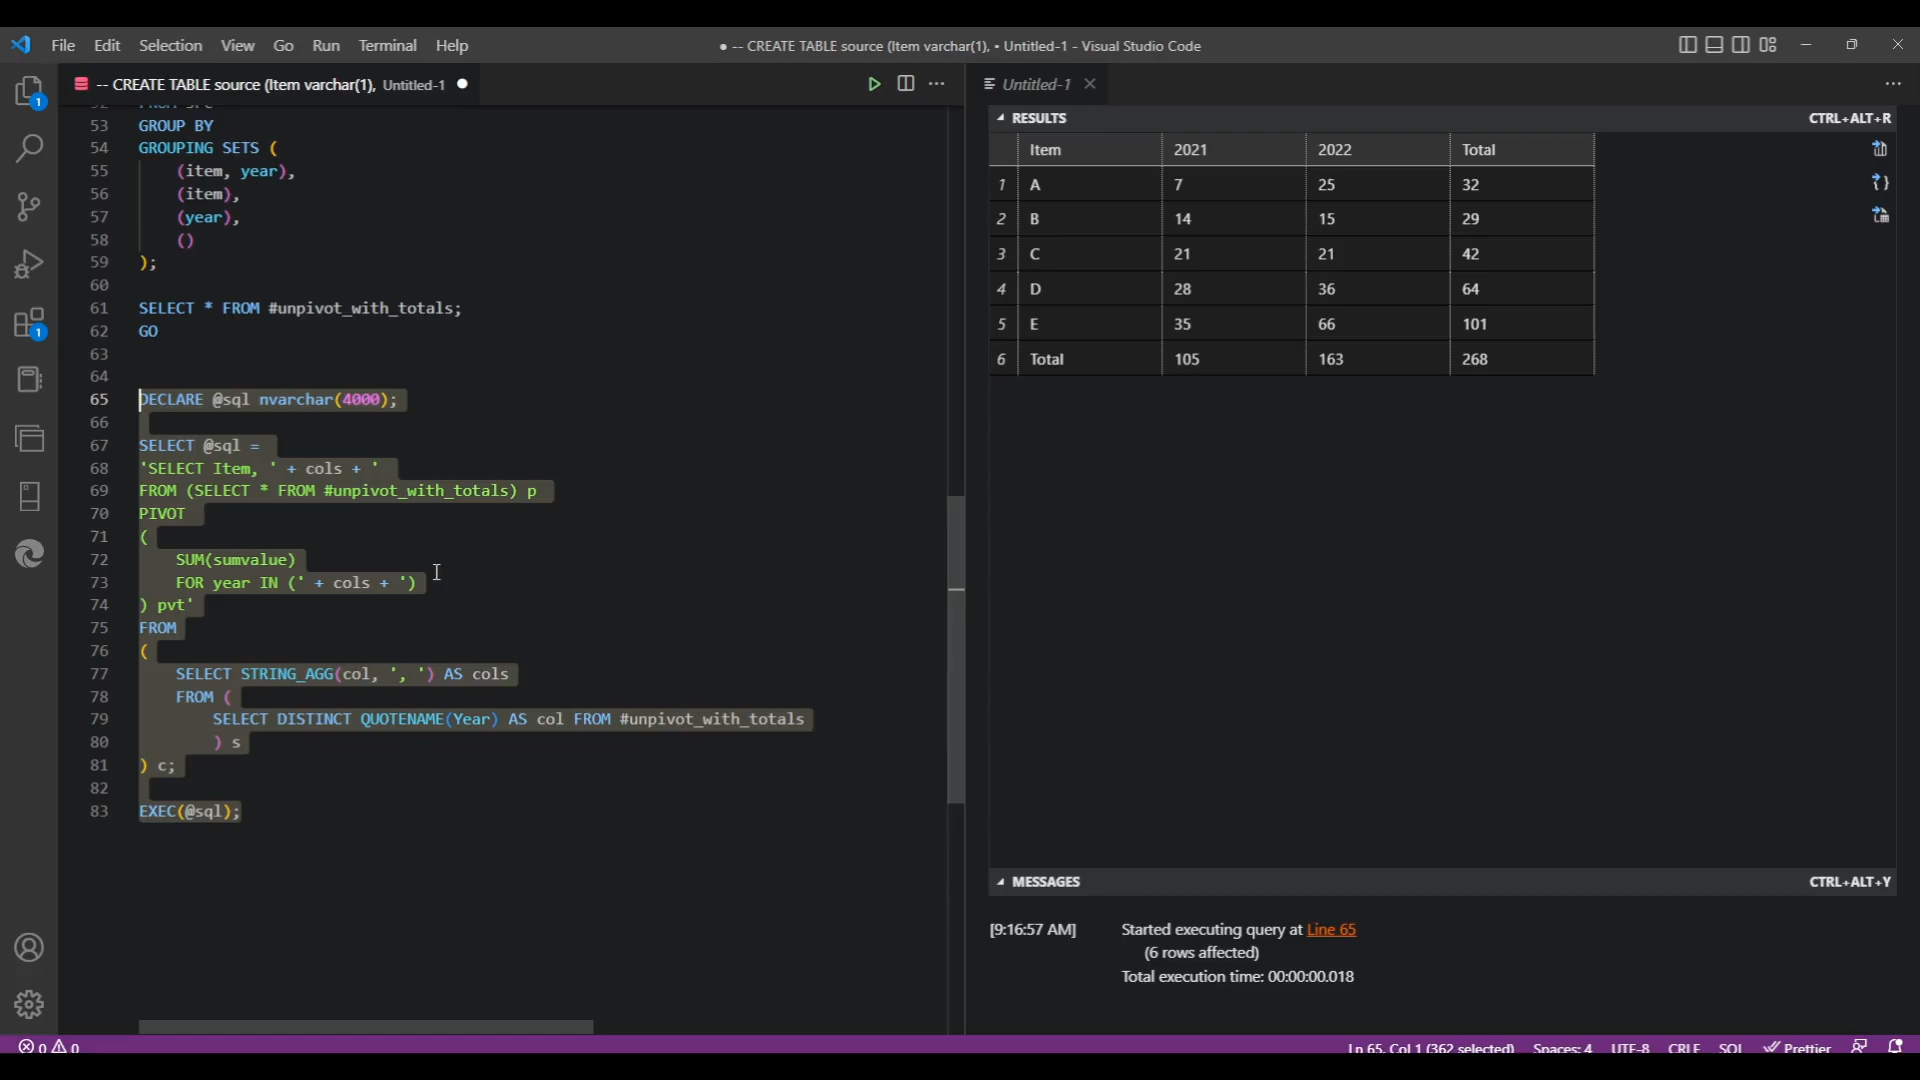 File Edit Selection View Go Run Terminal Help
● -- CREATE TABLE source (Item varchar(1), • Untitled-1 - Visual Studio Code
-- CREATE TABLE source (Item varchar(1), Untitled-1 ●
53 GROUP BY
54 GROUPING SETS (
55 (item, year),
56 (item),
57 (year),
58 ()
59 );
60
61 SELECT * FROM #unpivot_with_totals;
62 GO
63
64
65 DECLARE @sql nvarchar(4000);
66
67 SELECT @sql =
68 'SELECT Item, ' + cols + '
69 FROM (SELECT * FROM #unpivot_with_totals) p
70 PIVOT
71 (
72 SUM(sumvalue)
73 FOR year IN (' + cols + ')
74 ) pvt'
75 FROM
76 (
77 SELECT STRING_AGG(col, ', ') AS cols
78 FROM (
79 SELECT DISTINCT QUOTENAME(Year) AS col FROM #unpivot_with_totals
80 ) s
81 ) c;
82
83 EXEC(@sql);
Untitled-1
RESULTS CTRL+ALT+R
Item 2021 2022 Total
1 A 7 25 32
2 B 14 15 29
3 C 21 21 42
4 D 28 36 64
5 E 35 66 101
6 Total 105 163 268
MESSAGES CTRL+ALT+Y
[9:16:57 AM] Started executing query at Line 65
(6 rows affected)
Total execution time: 00:00:00.018
1
1
0 0
Ln 65, Col 1 (362 selected) Spaces: 4 UTF-8 CRLF SQL Prettier